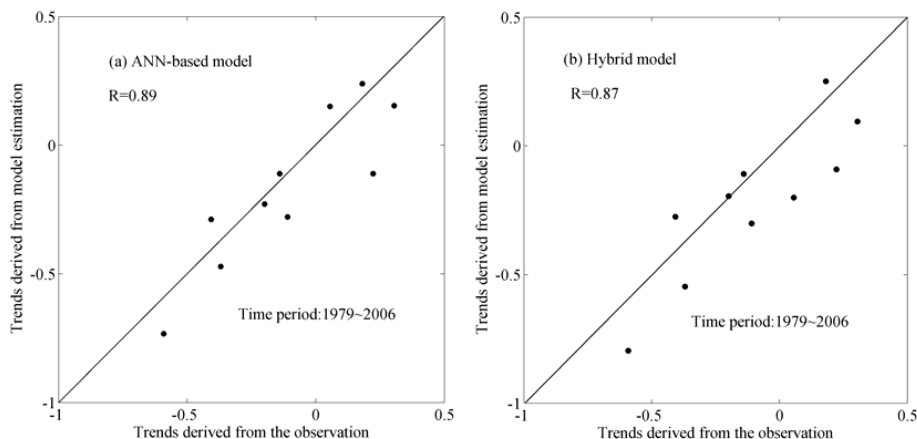 0.5
(a) ANN-based model
R=0.89
0
-0.5
Time period:1979~2006
-1
-1
-0.5
0
0.5
Trends derived from the observation
Trends derived from model estimation
0.5
(b) Hybrid model
R=0.87
0
-0.5
Time period:1979~2006
-1
-1
-0.5
0
0.5
Trends derived from the observation
Trends derived from model estimation